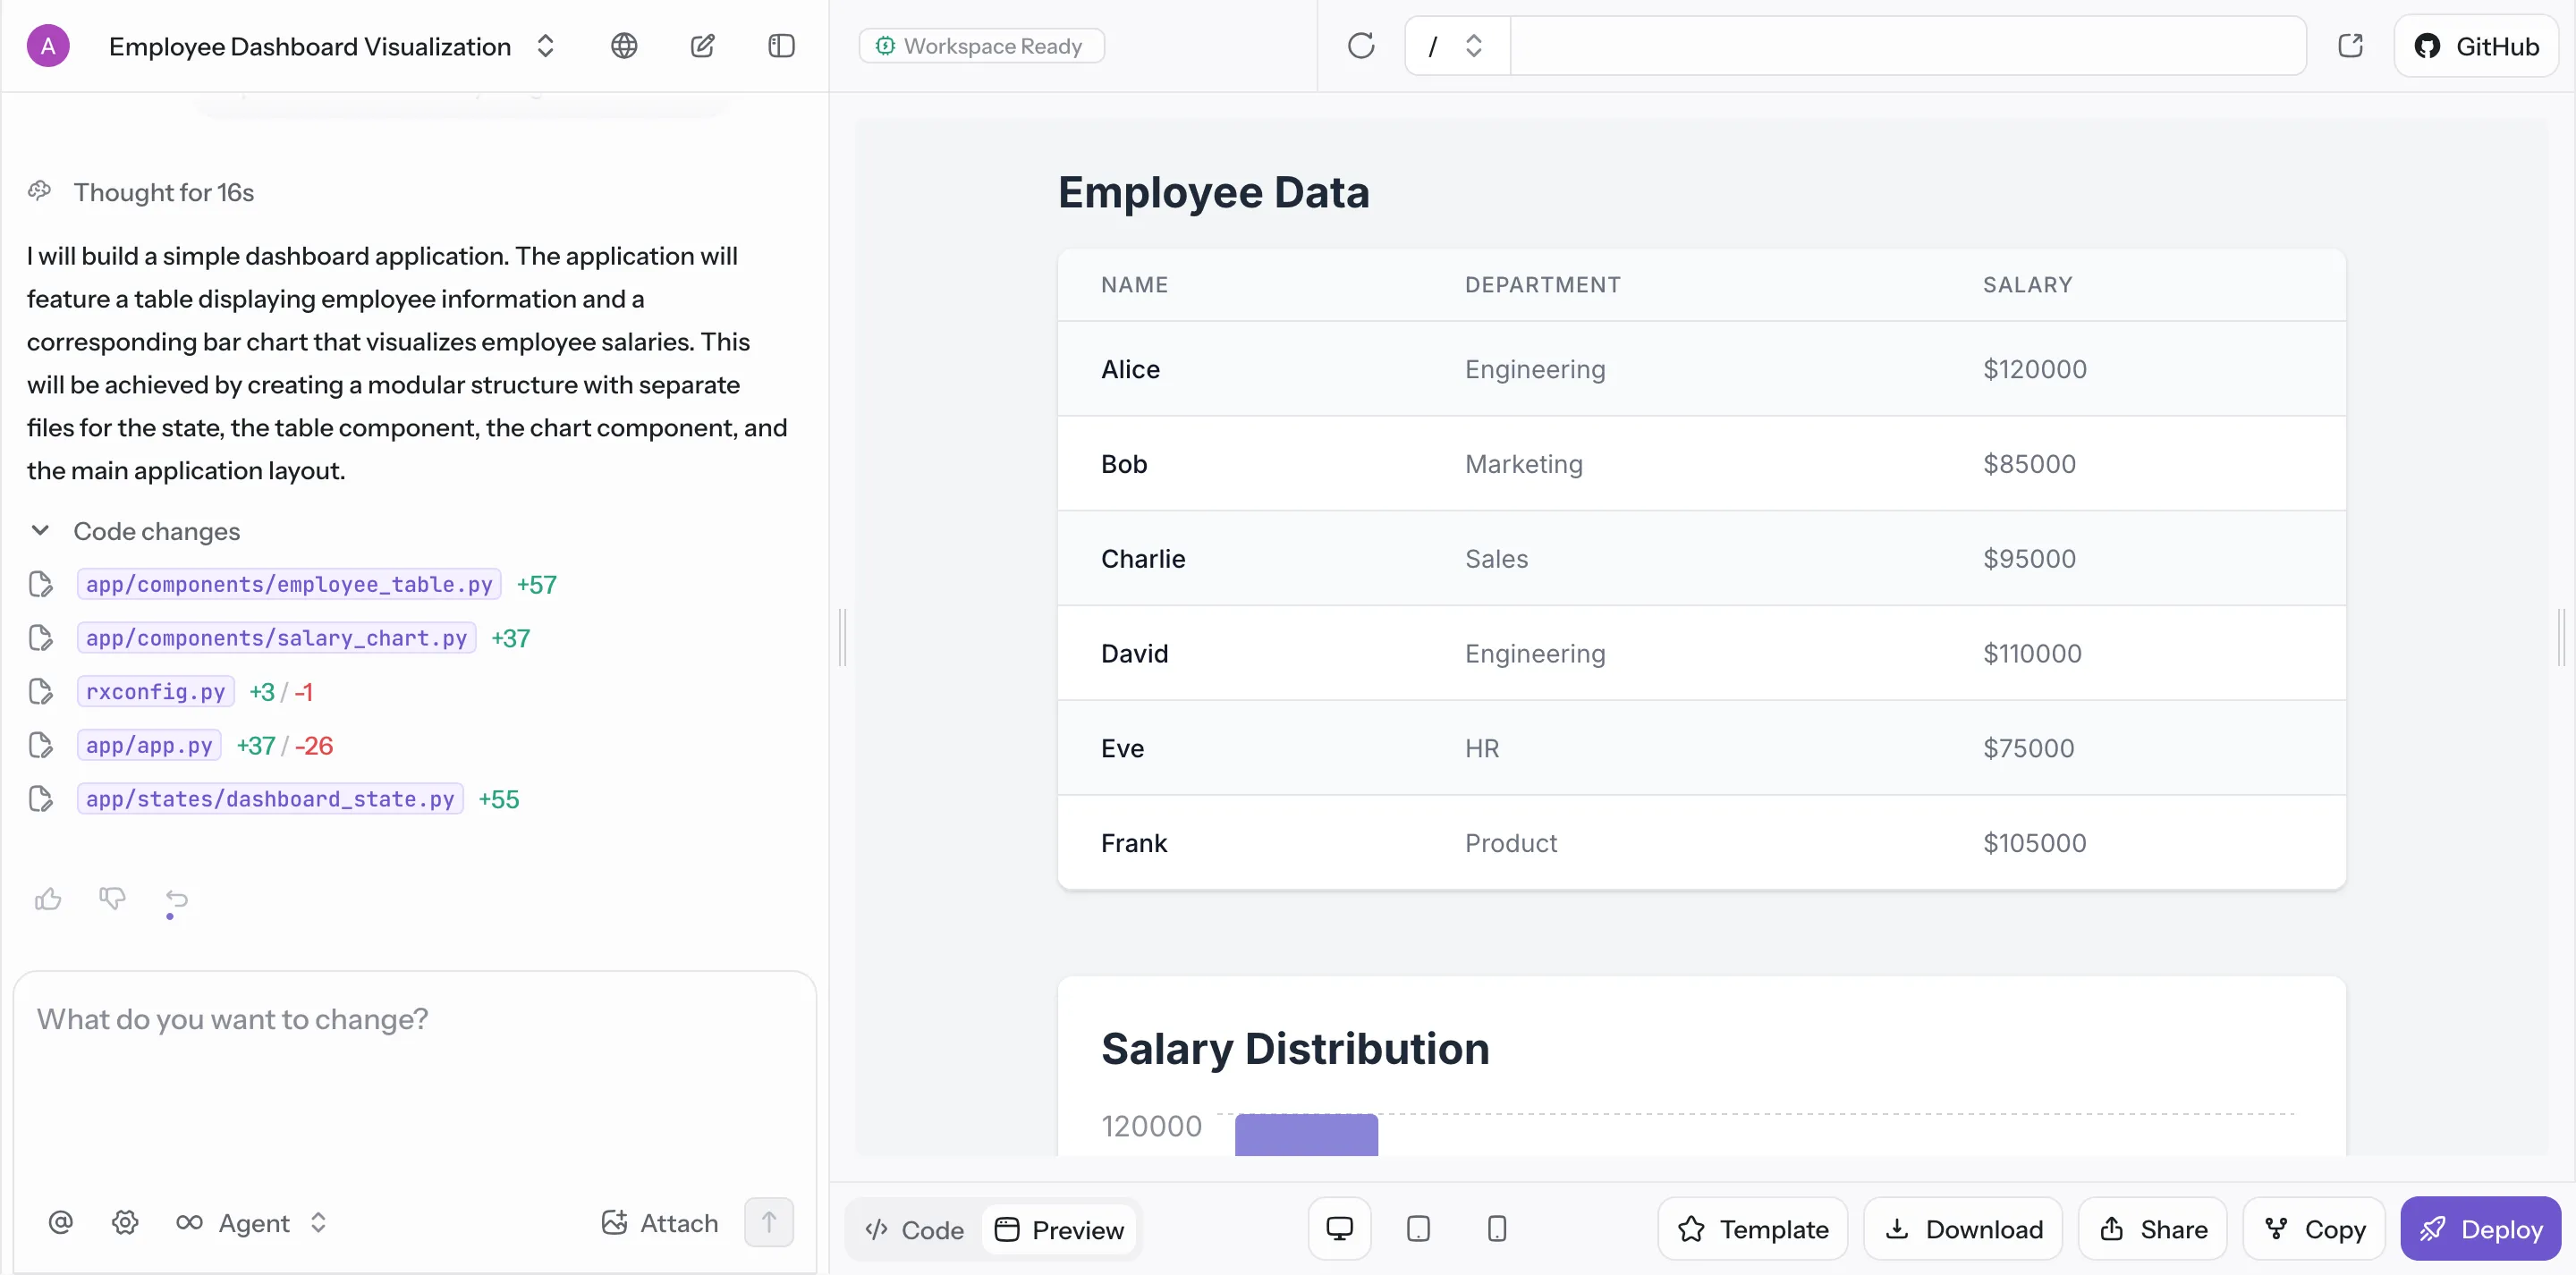 A
Employee Dashboard Visualization
Thought for 16s
I will build a simple dashboard application. The application will
feature a table displaying employee information and a
corresponding bar chart that visualizes employee salaries. This
will be achieved by creating a modular structure with separate
files for the state, the table component, the chart component, and
the main application layout.
Code changes
app/components/employee_table.py +57
app/components/salary_chart.py +37
rxconfig.py +3 / -1
app/app.py +37 / -26
app/states/dashboard_state.py +55
What do you want to change?
@ Agent Attach
Workspace Ready
/
GitHub
Employee Data
NAME DEPARTMENT SALARY
Alice Engineering $120000
Bob Marketing $85000
Charlie Sales $95000
David Engineering $110000
Eve HR $75000
Frank Product $105000
Salary Distribution
120000
</> Code Preview Template Download Share Copy Deploy